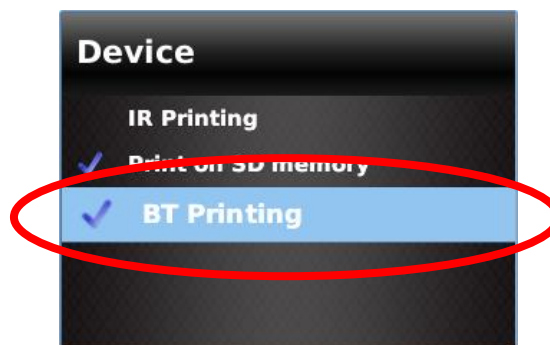 Device
IR Printing
Print on SD memory
BT Printing